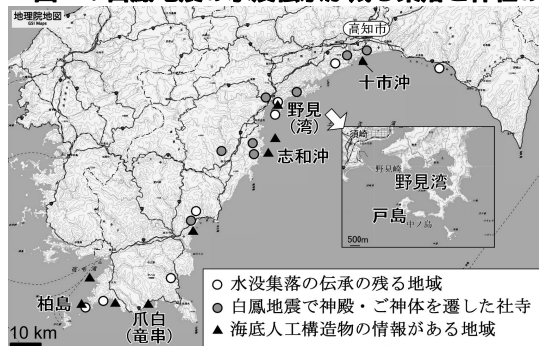 地理院地図
GSI Maps
高知市
十市沖
野見
(湾)
志和沖
須崎
野見崎
野見湾
戸島
中ノ島
500m
柏島
爪白
(竜串)
10 km
○ 水没集落の伝承の残る地域
● 白鳳地震で神殿・ご神体を遷した社寺
▲ 海底人工構造物の情報がある地域